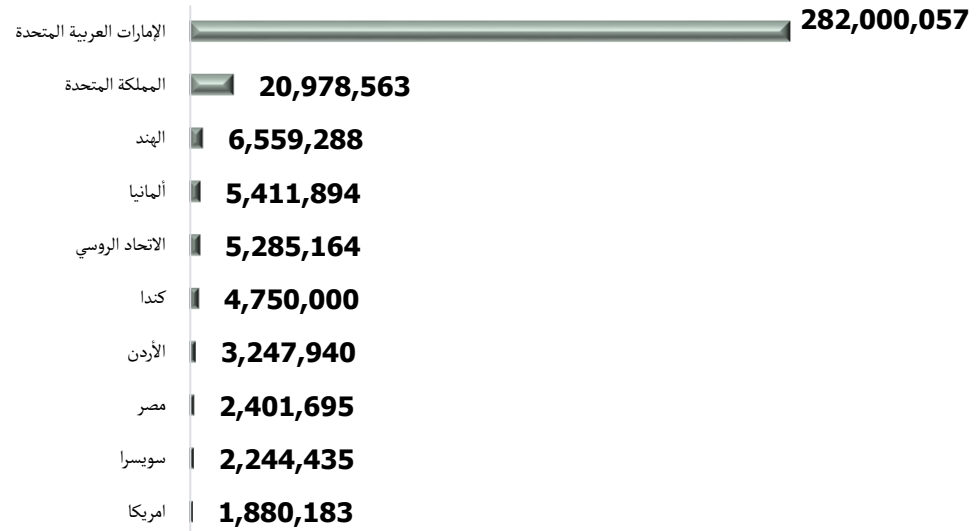 الإمارات العربية المتحدة 282,000,057
المملكة المتحدة 20,978,563
الهند 6,559,288
ألمانيا 5,411,894
الاتحاد الروسي 5,285,164
كندا 4,750,000
الأردن 3,247,940
مصر 2,401,695
سويسرا 2,244,435
امريكا 1,880,183